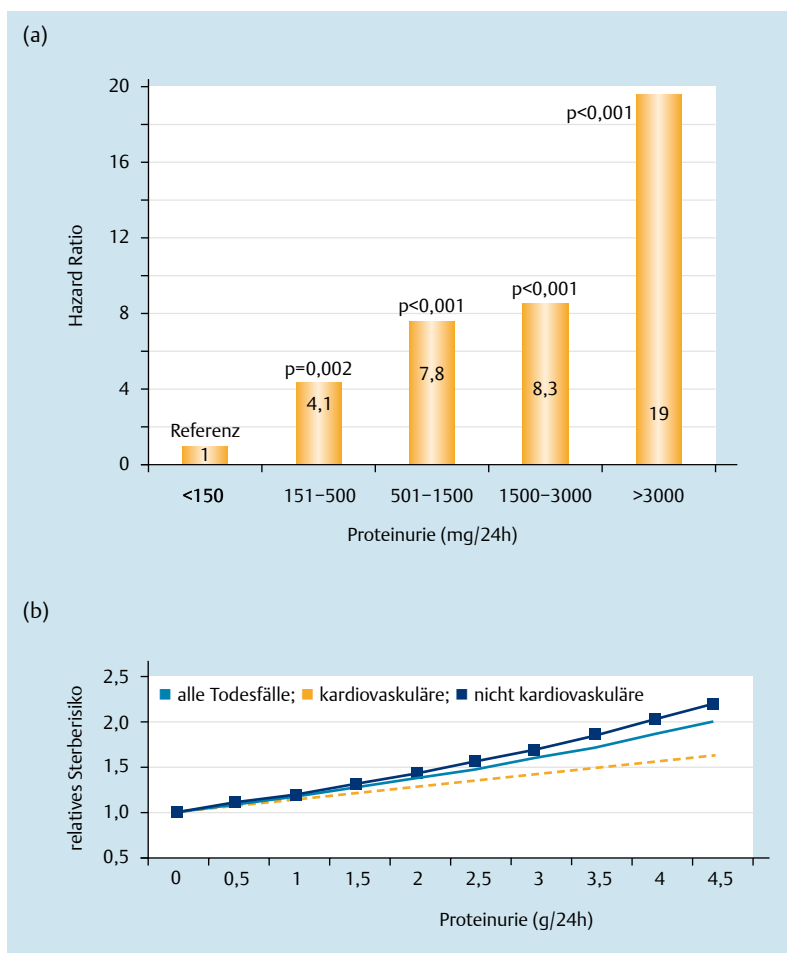 (a)
20
16
12
8
4
0
Hazard Ratio
Referenz
1
p=0,002
4,1
p<0,001
7,8
p<0,001
8,3
p<0,001
19
<150 151–500 501–1500 1500–3000 >3000
Proteinurie (mg/24h)
(b)
2,5
2,0
1,5
1,0
0,5
relatives Sterberisiko
alle Todesfälle; kardiovaskuläre; nicht kardiovaskuläre
0 0,5 1 1,5 2 2,5 3 3,5 4 4,5
Proteinurie (g/24h)